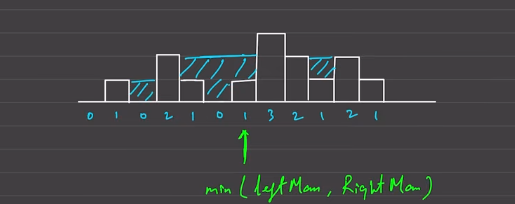 0 1 0 2 1 0 1 3 2 1 2 1
min (leftMax, RightMax)